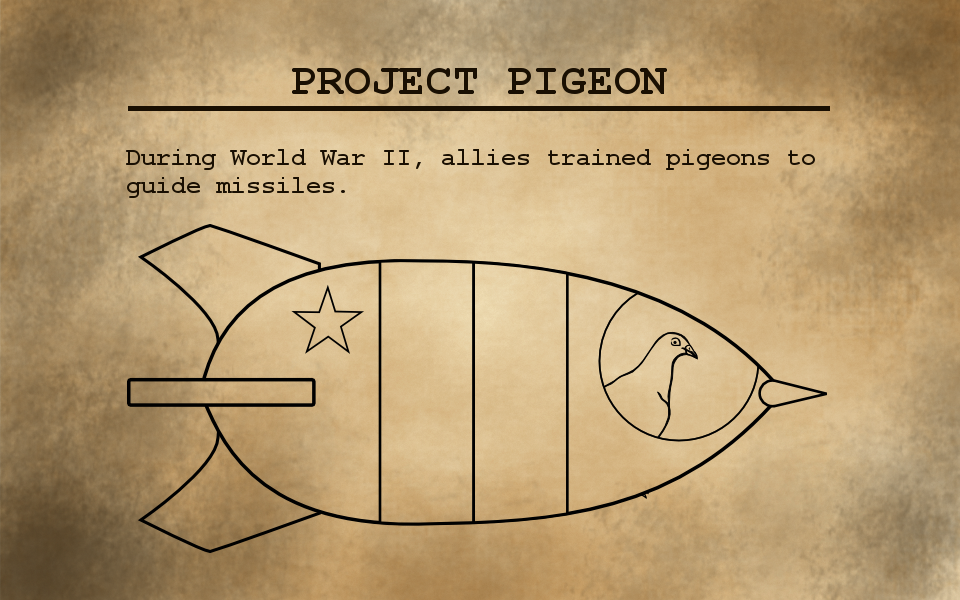 PROJECT PIGEON
During World War II, allies trained pigeons to
guide missiles.